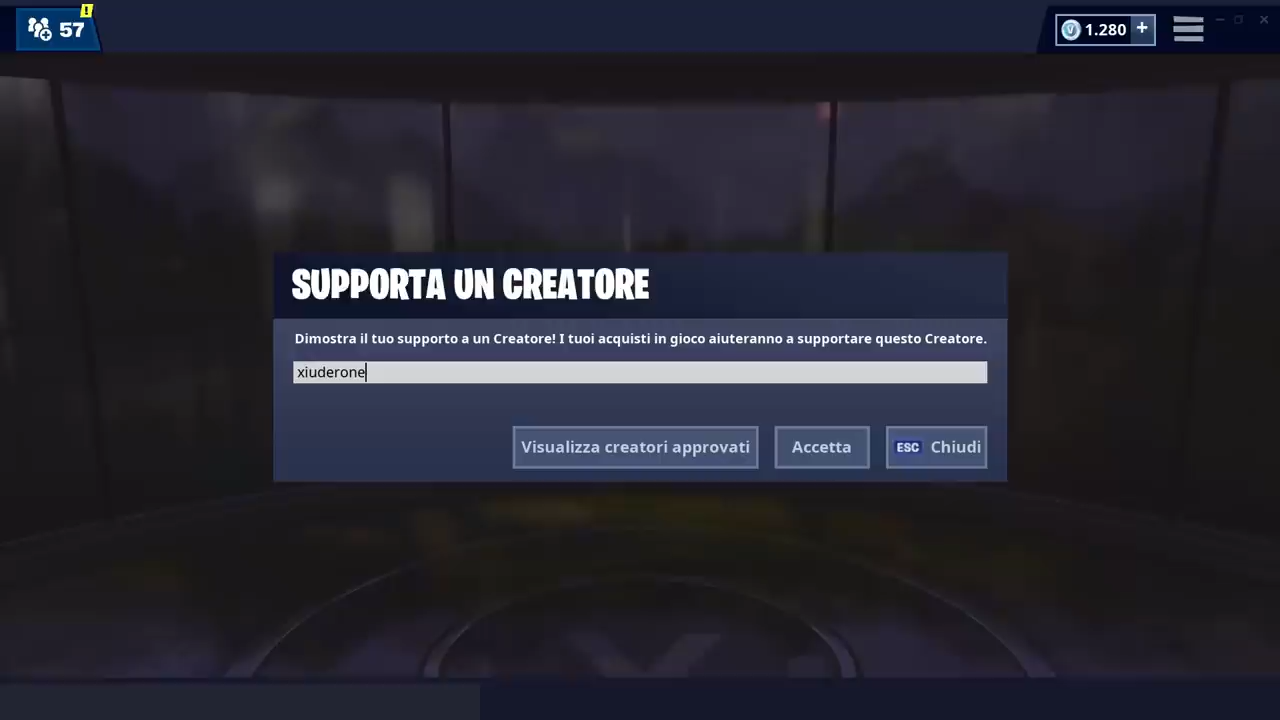 57
!
1.280 +
SUPPORTA UN CREATORE
Dimostra il tuo supporto a un Creatore! I tuoi acquisti in gioco aiuteranno a supportare questo Creatore.
xiuderone
Visualizza creatori approvati
Accetta
ESC Chiudi